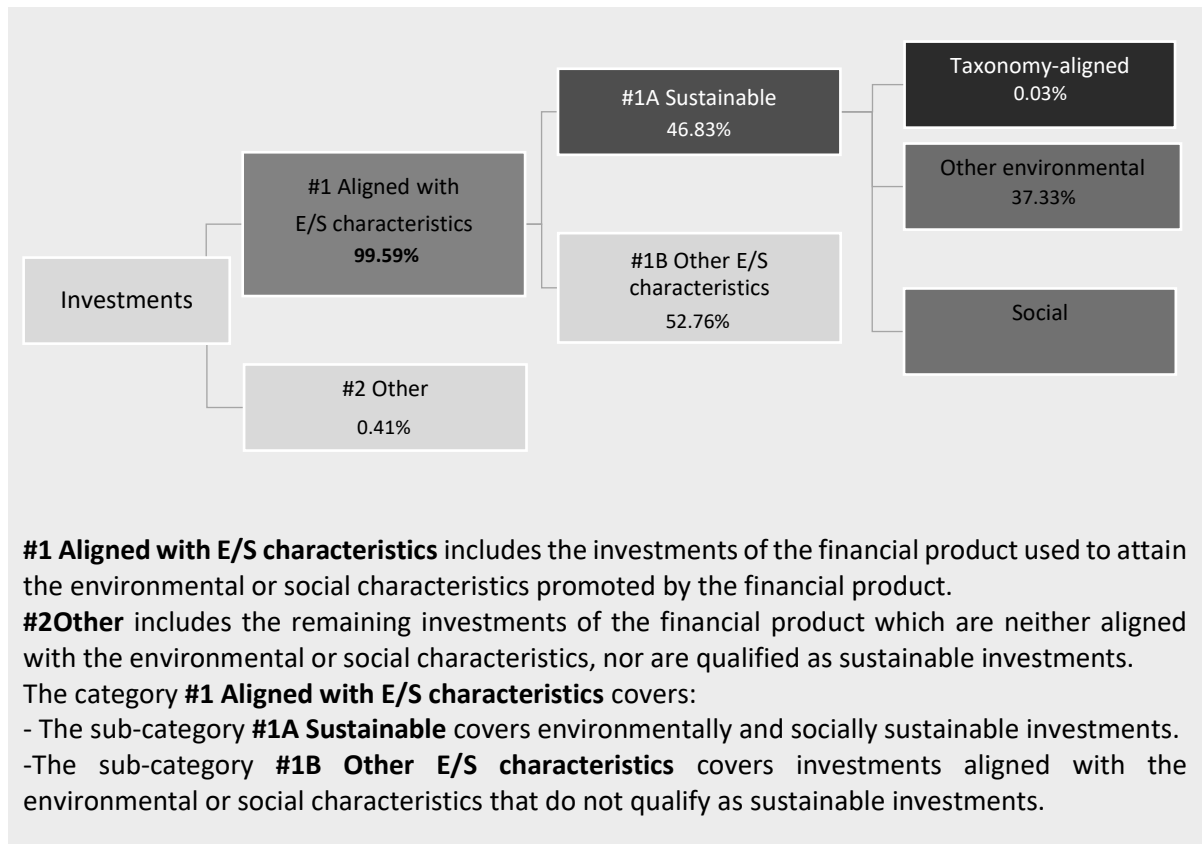 Investments
#1 Aligned with
E/S characteristics
99.59%
#2 Other
0.41%
#1A Sustainable
46.83%
#1B Other E/S
characteristics
52.76%
Taxonomy-aligned
0.03%
Other environmental
37.33%
Social
#1 Aligned with E/S characteristics includes the investments of the financial product used to attain
the environmental or social characteristics promoted by the financial product.
#2Other includes the remaining investments of the financial product which are neither aligned
with the environmental or social characteristics, nor are qualified as sustainable investments.
The category #1 Aligned with E/S characteristics covers:
- The sub-category #1A Sustainable covers environmentally and socially sustainable investments.
-The sub-category #1B Other E/S characteristics covers investments aligned with the
environmental or social characteristics that do not qualify as sustainable investments.